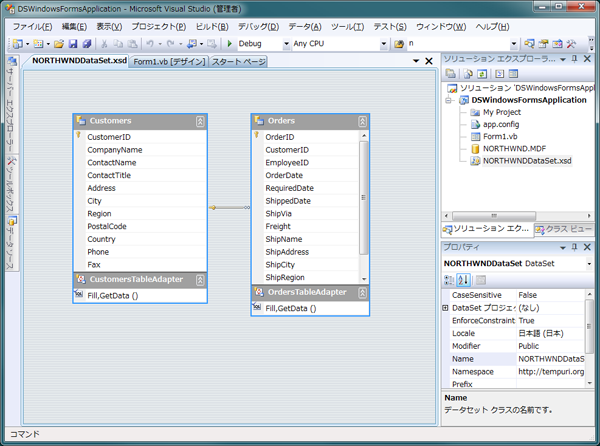 DSWindowsFormsApplication - Microsoft Visual Studio (管理者)
ファイル(F) 編集(E) 表示(V) プロジェクト(P) ビルド(B) デバッグ(D) データ(A) ツール(T) テスト(S) ウィンドウ(W) ヘルプ(H)
Debug Any CPU n
サーバー エクスプローラー
ツールボックス
データ ソース
NORTHWNDDataSet.xsd Form1.vb [デザイン] スタート ページ
Customers
CustomerID
CompanyName
ContactName
ContactTitle
Address
City
Region
PostalCode
Country
Phone
Fax
CustomersTableAdapter
Fill,GetData ()
Orders
OrderID
CustomerID
EmployeeID
OrderDate
RequiredDate
ShippedDate
ShipVia
Freight
ShipName
ShipAddress
ShipCity
ShipRegion
OrdersTableAdapter
Fill,GetData ()
ソリューション エクスプローラ...
ソリューション 'DSWindowsFormsAppl
DSWindowsFormsApplication
My Project
app.config
Form1.vb
NORTHWND.MDF
NORTHWNDDataSet.xsd
ソリューション エク... クラス ビュー
プロパティ
NORTHWNDDataSet DataSet
CaseSensitive False
DataSet プロジェク (なし)
EnforceConstraint True
Locale 日本語 (日本)
Modifier Public
Name NORTHWNDDataS
Namespace http://tempuri.org
Prefix
Name
データセット クラスの名前です。
コマンド